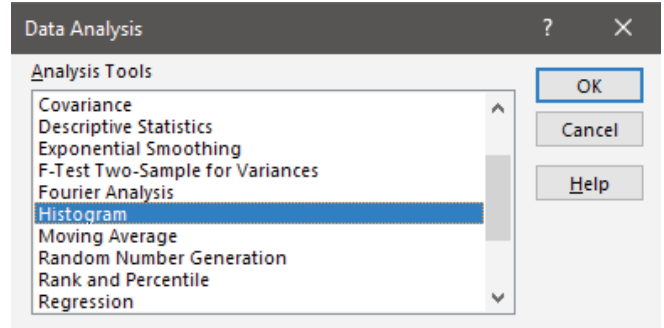 Data Analysis ? ×
Analysis Tools
Covariance
Descriptive Statistics
Exponential Smoothing
F-Test Two-Sample for Variances
Fourier Analysis
Histogram
Moving Average
Random Number Generation
Rank and Percentile
Regression
OK
Cancel
Help